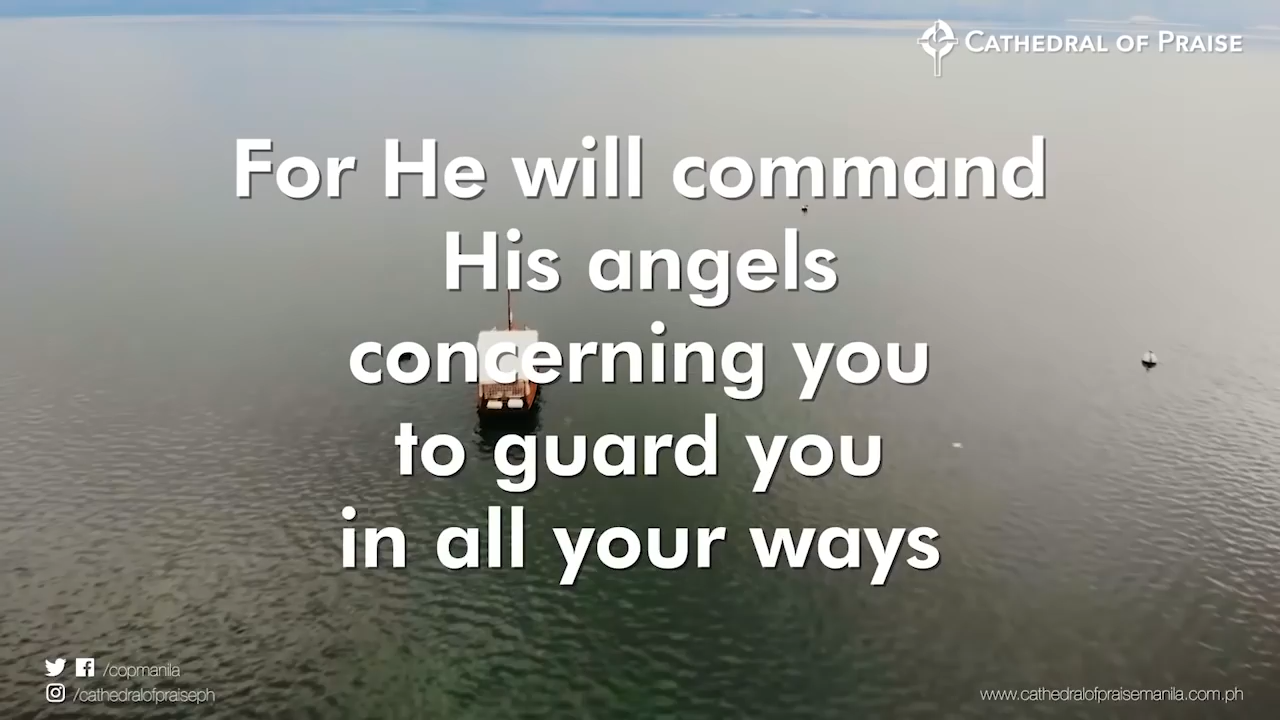 CATHEDRAL OF PRAISE
For He will command
His angels
concerning you
to guard you
in all your ways
/copmanila
/cathedralofpraiseph
www.cathedralofpraisemanila.com.ph